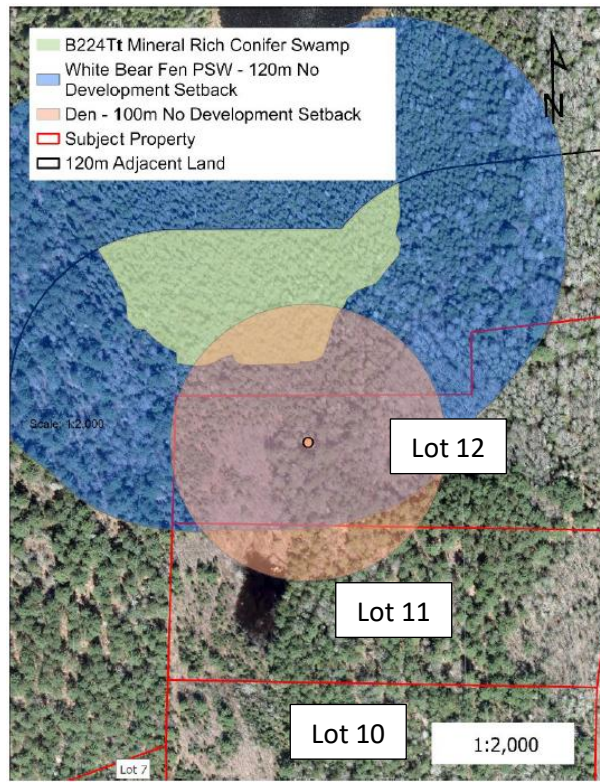 B224Tt Mineral Rich Conifer Swamp
White Bear Fen PSW - 120m No
Development Setback
Den - 100m No Development Setback
Subject Property
120m Adjacent Land
N
Scale: 1:2,000
Lot 12
Lot 11
Lot 10
1:2,000
Lot 7